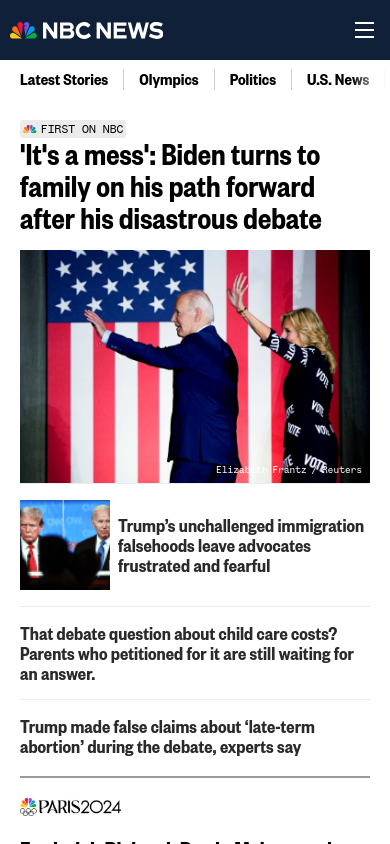 NBC NEWS
Latest Stories
Olympics
Politics
U.S. News
FIRST ON NBC
'It's a mess': Biden turns to
family on his path forward
after his disastrous debate
VOTE
VOTE
VOTE
VOTE
Elizabeth Frantz / Reuters
Trump’s unchallenged immigration
falsehoods leave advocates
frustrated and fearful
That debate question about child care costs?
Parents who petitioned for it are still waiting for
an answer.
Trump made false claims about ‘late-term
abortion’ during the debate, experts say
PARIS2024